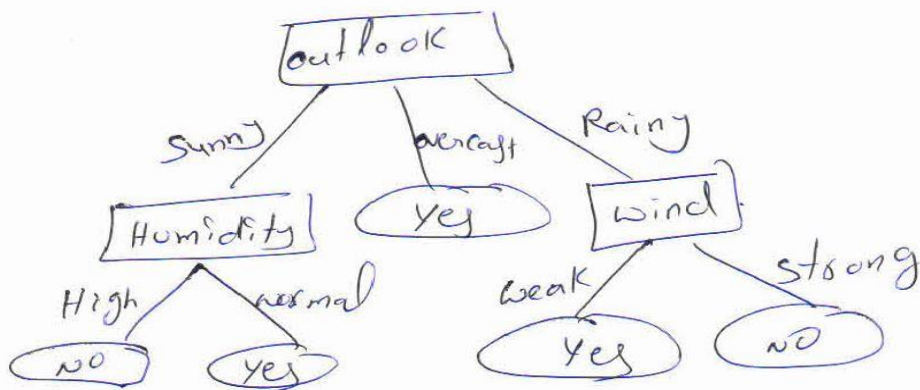 outlook
Sunny overcast Rainy
Humidity Yes wind
High normal weak strong
NO Yes Yes NO